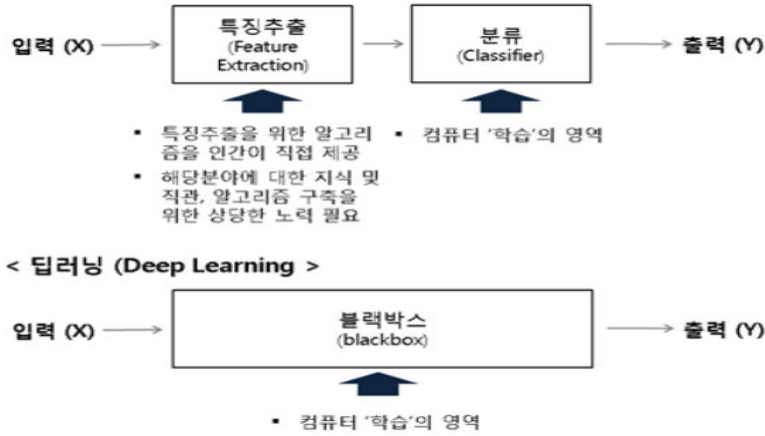 입력 (X)
특징추출
(Feature
Extraction)
분류
(Classifier)
출력 (Y)
▪ 특징추출을 위한 알고리
즘을 인간이 직접 제공
▪ 해당분야에 대한 지식 및
직관, 알고리즘 구축을
위한 상당한 노력 필요
▪ 컴퓨터 '학습'의 영역
< 딥러닝 (Deep Learning >
입력 (X)
블랙박스
(blackbox)
출력 (Y)
▪ 컴퓨터 '학습'의 영역